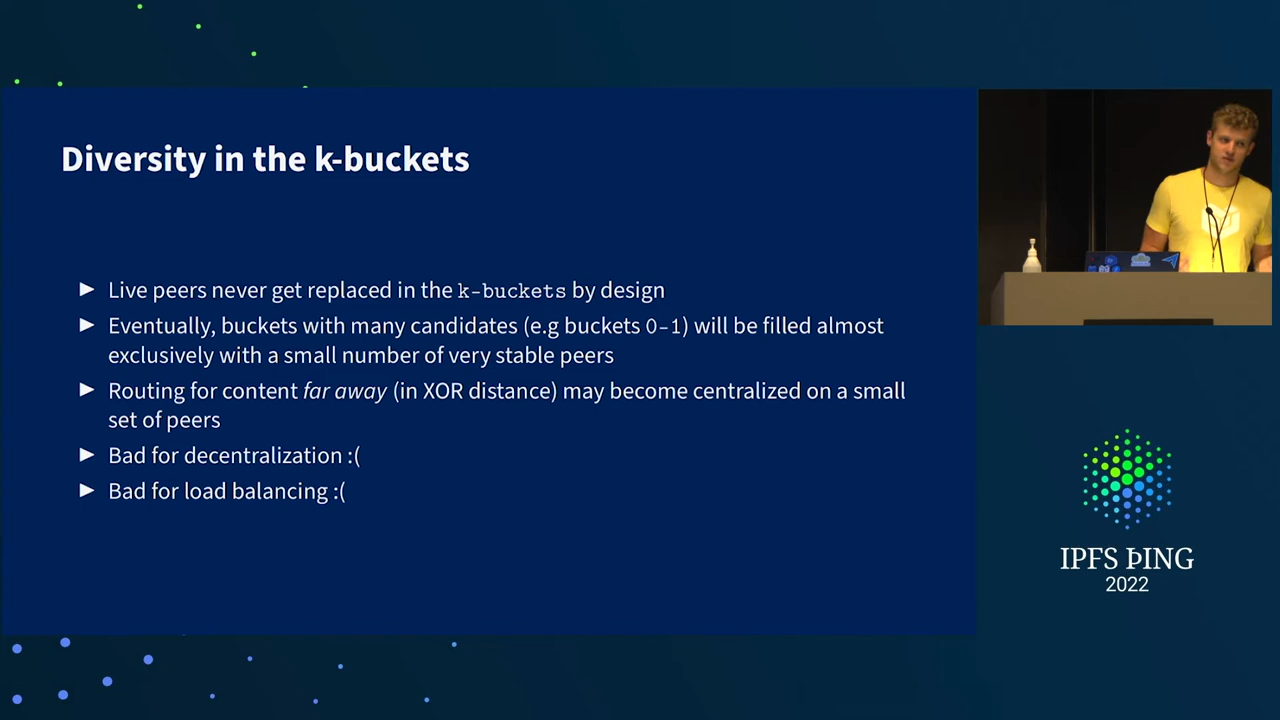 Diversity in the k-buckets
► Live peers never get replaced in the k-buckets by design
► Eventually, buckets with many candidates (e.g buckets 0-1) will be filled almost
exclusively with a small number of very stable peers
► Routing for content far away (in XOR distance) may become centralized on a small
set of peers
► Bad for decentralization :(
► Bad for load balancing :(
IPFS ÞING
2022